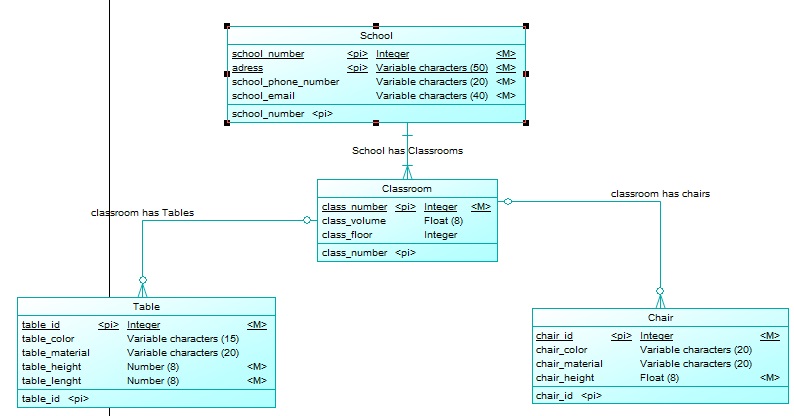 School
school_number <pi> Integer <M>
adress <pi> Variable characters (50) <M>
school_phone_number Variable characters (20) <M>
school_email Variable characters (40) <M>
school_number <pi>
School has Classrooms
Classroom
class_number <pi> Integer <M>
class_volume Float (8)
class_floor Integer
class_number <pi>
classroom has Tables
classroom has chairs
Table
table_id <pi> Integer <M>
table_color Variable characters (15)
table_material Variable characters (20)
table_height Number (8) <M>
table_lenght Number (8) <M>
table_id <pi>
Chair
chair_id <pi> Integer <M>
chair_color Variable characters (20)
chair_material Variable characters (20)
chair_height Float (8) <M>
chair_id <pi>